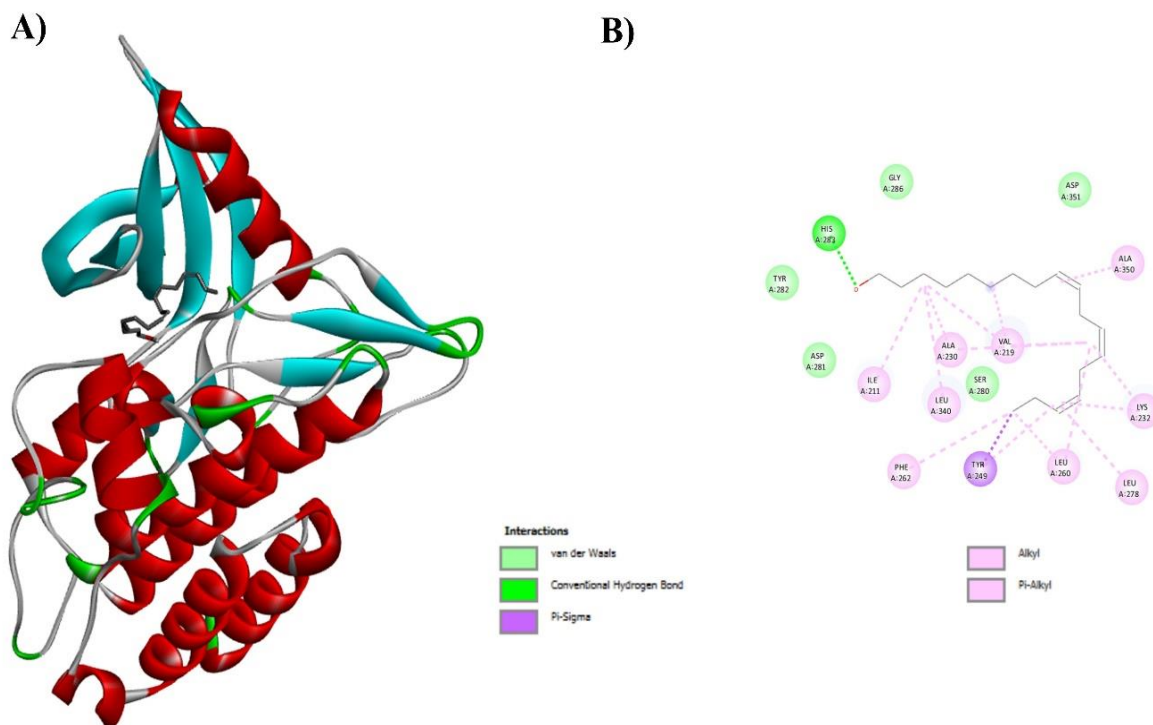 A)
B)
GLY
A:286
ASP
A:351
HIS
A:283
ALA
A:350
TYR
A:282
ALA
A:230
VAL
A:219
ASP
A:281
ILE
A:211
SER
A:280
LEU
A:340
LYS
A:232
PHE
A:262
TYR
A:249
LEU
A:260
LEU
A:278
Interactions
van der Waals
Conventional Hydrogen Bond
Pi-Sigma
Alkyl
Pi-Alkyl